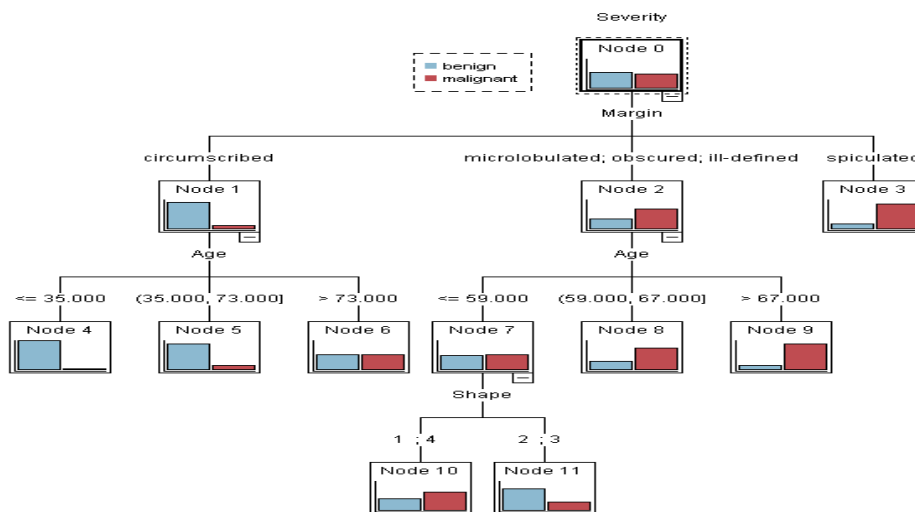 Severity
Node 0
benign
malignant
Margin
circumscribed
microlobulated; obscured; ill-defined
spiculated
Node 1
Node 2
Node 3
Age
Age
<= 35.000
(35.000, 73.000]
> 73.000
<= 59.000
(59.000, 67.000]
> 67.000
Node 4
Node 5
Node 6
Node 7
Node 8
Node 9
Shape
1 ; 4
2 ; 3
Node 10
Node 11